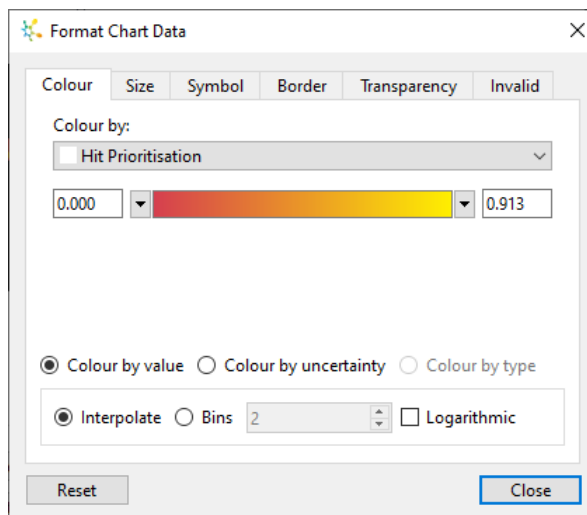 Format Chart Data
Colour Size Symbol Border Transparency Invalid
Colour by:
Hit Prioritisation
0.000 0.913
Colour by value Colour by uncertainty Colour by type
Interpolate Bins 2 Logarithmic
Reset Close